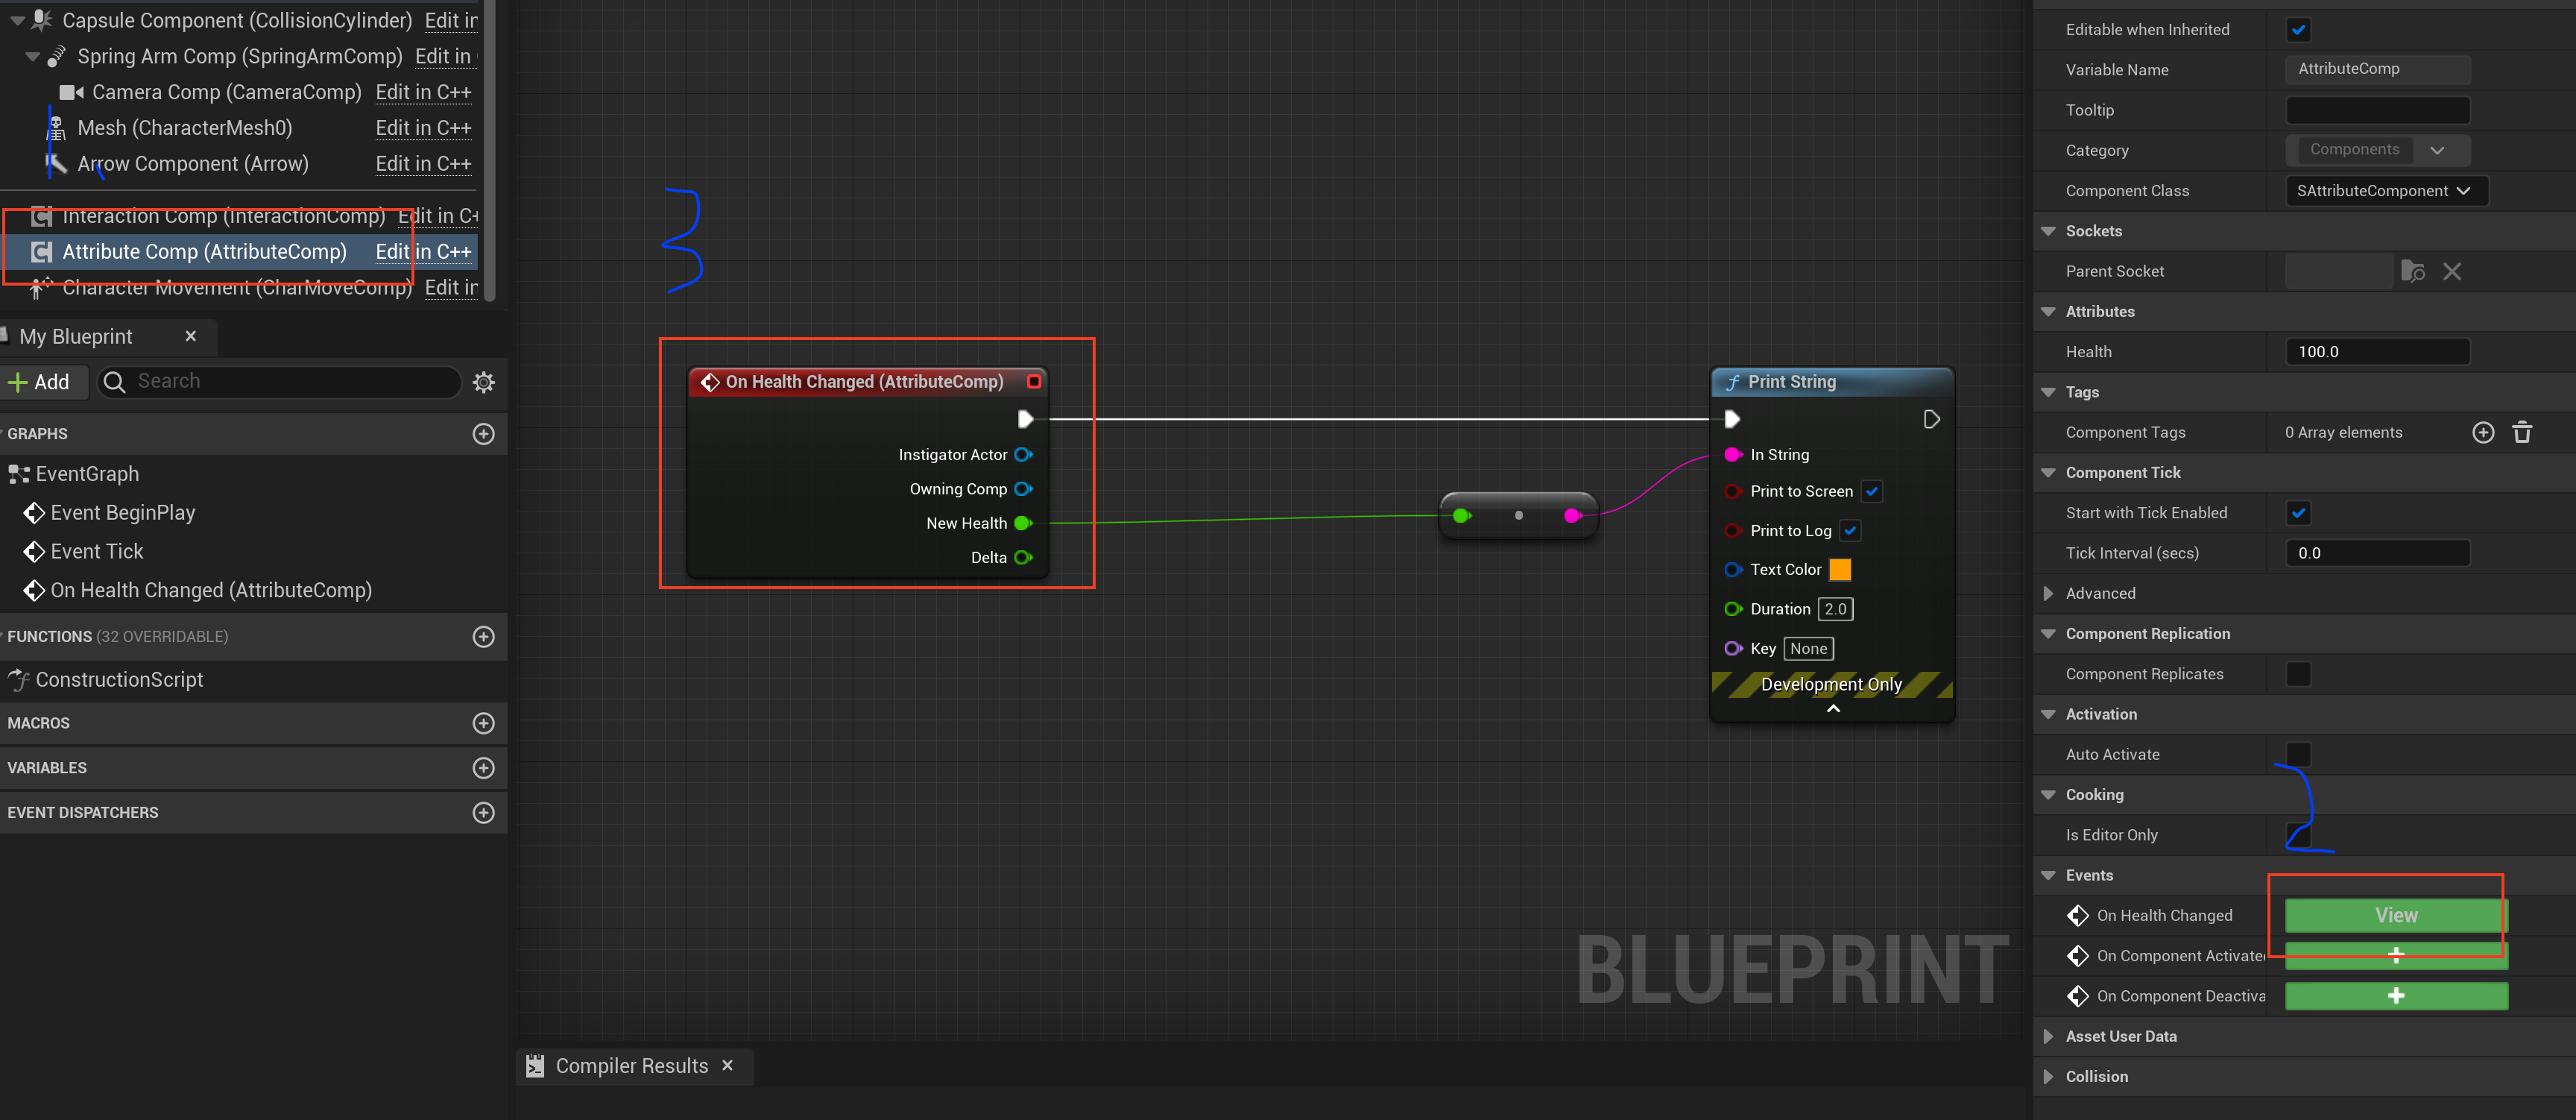 Capsule Component (CollisionCylinder) Edit in
Spring Arm Comp (SpringArmComp) Edit in
Camera Comp (CameraComp) Edit in C++
Mesh (CharacterMesh0) Edit in C++
Arrow Component (Arrow) Edit in C++
Interaction Comp (InteractionComp) Edit in C+
Attribute Comp (AttributeComp) Edit in C++
Character Movement (CharMoveComp) Edit in
My Blueprint
Add
Search
GRAPHS
EventGraph
Event BeginPlay
Event Tick
On Health Changed (AttributeComp)
FUNCTIONS (32 OVERRIDABLE)
ConstructionScript
MACROS
VARIABLES
EVENT DISPATCHERS
1
3
On Health Changed (AttributeComp)
Instigator Actor
Owning Comp
New Health
Delta
Print String
In String
Print to Screen
Print to Log
Text Color
Duration 2.0
Key None
Development Only
BLUEPRINT
Compiler Results
Editable when Inherited
Variable Name AttributeComp
Tooltip
Category Components
Component Class SAttributeComponent
Sockets
Parent Socket
Attributes
Health 100.0
Tags
Component Tags 0 Array elements
Component Tick
Start with Tick Enabled
Tick Interval (secs) 0.0
Advanced
Component Replication
Component Replicates
Activation
Auto Activate
Cooking
Is Editor Only
2
Events
On Health Changed View
On Component Activate
On Component Deactiva
Asset User Data
Collision